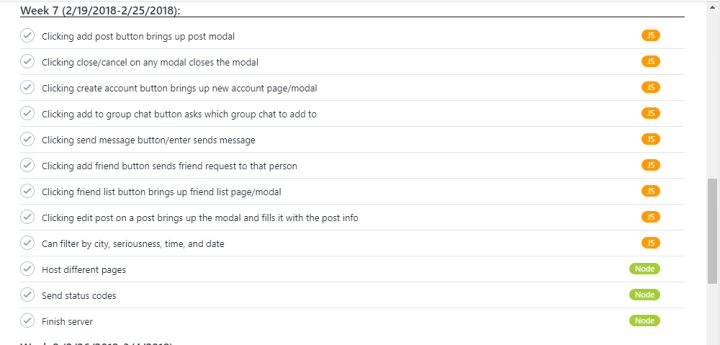 Week 7 (2/19/2018-2/25/2018):
Clicking add post button brings up post modal JS
Clicking close/cancel on any modal closes the modal JS
Clicking create account button brings up new account page/modal JS
Clicking add to group chat button asks which group chat to add to JS
Clicking send message button/enter sends message JS
Clicking add friend button sends friend request to that person JS
Clicking friend list button brings up friend list page/modal JS
Clicking edit post on a post brings up the modal and fills it with the post info JS
Can filter by city, seriousness, time, and date JS
Host different pages Node
Send status codes Node
Finish server Node